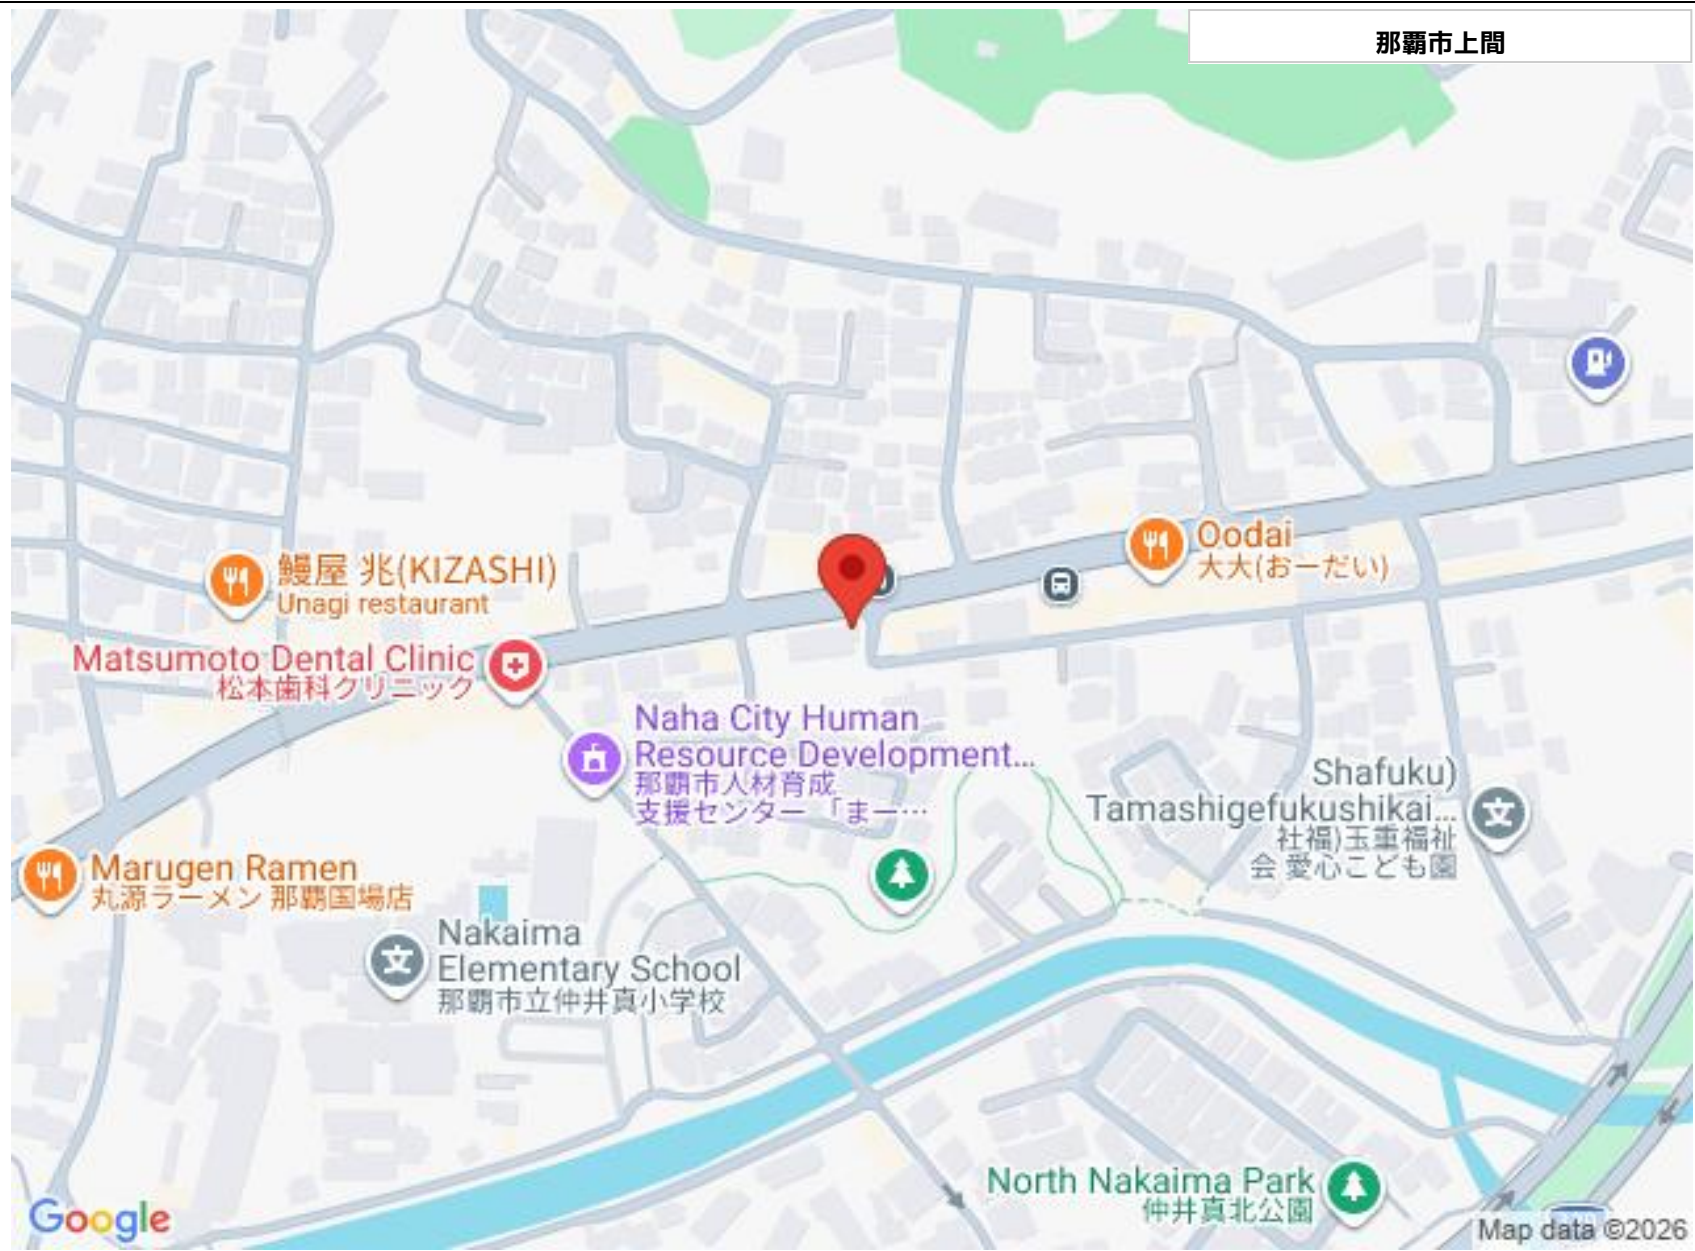 那覇市上間
Oodai
大大(おーだい)
鰻屋 兆(KIZASHI)
Unagi restaurant
Matsumoto Dental Clinic
松本歯科クリニック
Naha City Human
Resource Development...
那覇市人材育成
支援センター 「まー…
Shafuku)
Tamashigefukushikai...
社福)玉重福祉
会 愛心こども園
Marugen Ramen
丸源ラーメン 那覇国場店
Nakaima
Elementary School
那覇市立仲井真小学校
North Nakaima Park
仲井真北公園
Google
Map data ©2026